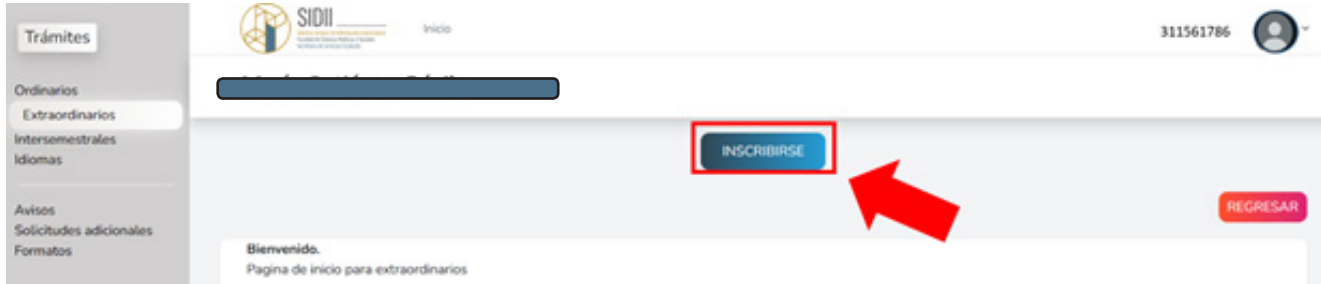 Trámites
Ordinarios
Extraordinarios
Intersemestrales
Idiomas
Avisos
Solicitudes adicionales
Formatos
SIDII
Inicio
311561786
INSCRIBIRSE
REGRESAR
Bienvenido.
Pagina de inicio para extraordinarios